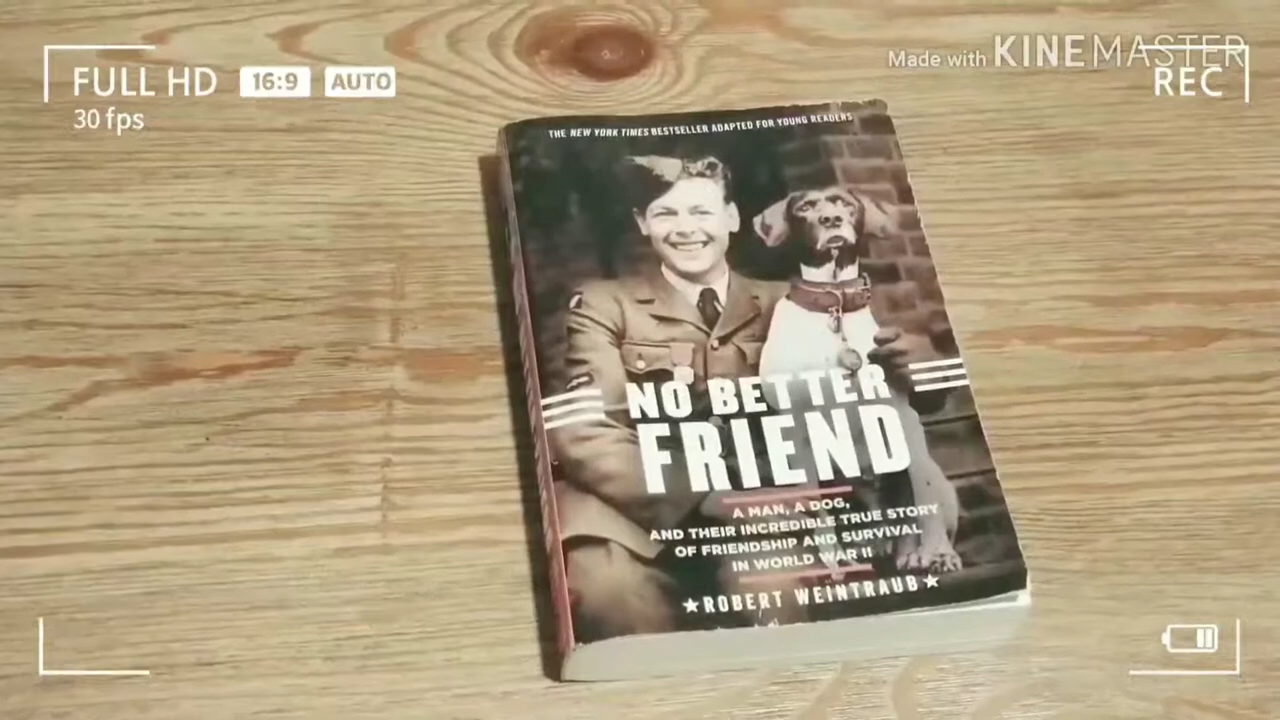 FULL HD 16:9 AUTO
30 fps
Made with KINEMASTER
REC
THE NEW YORK TIMES BESTSELLER ADAPTED FOR YOUNG READERS
NO BETTER
FRIEND
A MAN, A DOG,
AND THEIR INCREDIBLE TRUE STORY
OF FRIENDSHIP AND SURVIVAL
IN WORLD WAR II
★ROBERT WEINTRAUB★